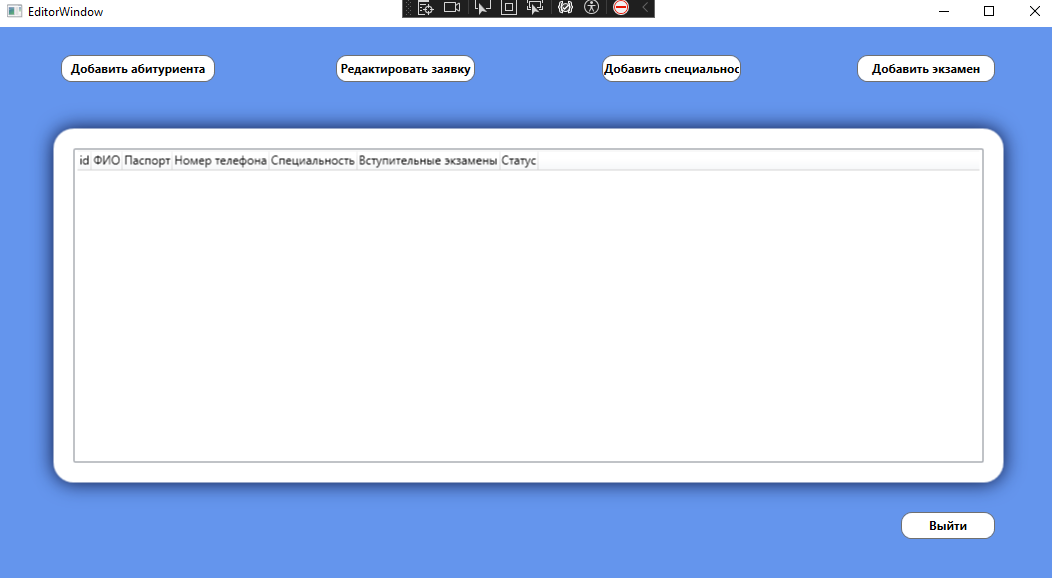 EditorWindow
Добавить абитуриента
Редактировать заявку
Добавить специальнос
Добавить экзамен
id ФИО Паспорт Номер телефона Специальность Вступительные экзамены Статус
Выйти